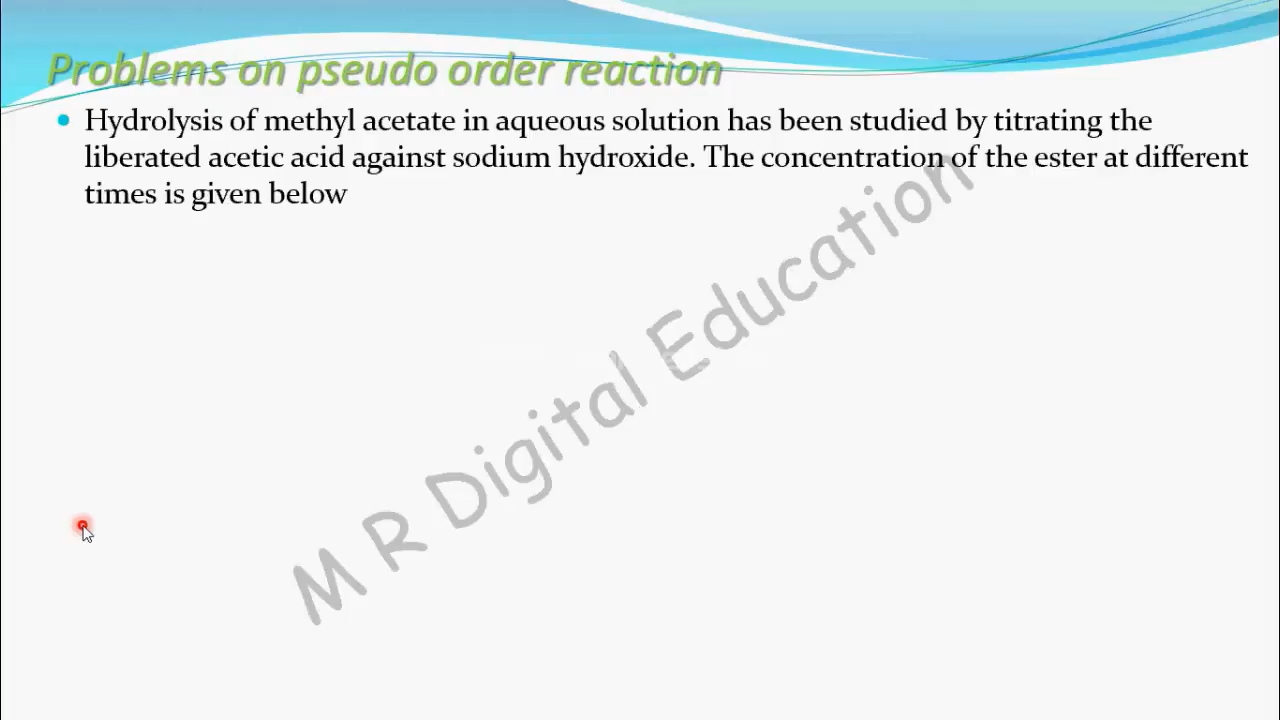 Problems on pseudo order reaction
Hydrolysis of methyl acetate in aqueous solution has been studied by titrating the
liberated acetic acid against sodium hydroxide. The concentration of the ester at different
times is given below
M R Digital Education